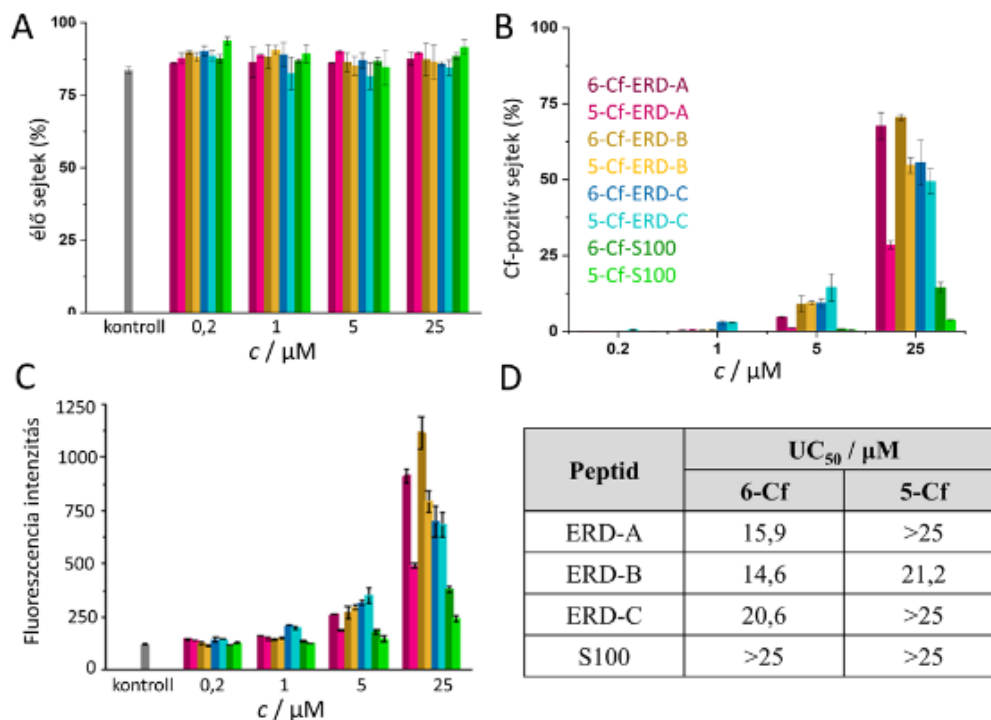 A
élő sejtek (%)
100
75
50
25
0
kontroll 0,2 1 5 25
c / µM
B
Cf-pozitív sejtek (%)
100
75
50
25
0
6-Cf-ERD-A
5-Cf-ERD-A
6-Cf-ERD-B
5-Cf-ERD-B
6-Cf-ERD-C
5-Cf-ERD-C
6-Cf-S100
5-Cf-S100
0.2 1 5 25
c / µM
C
Fluoreszcencia intenzitás
1250
1000
750
500
250
0
kontroll 0,2 1 5 25
c / µM
D
Peptid UC50 / µM
6-Cf 5-Cf
ERD-A 15,9 >25
ERD-B 14,6 21,2
ERD-C 20,6 >25
S100 >25 >25